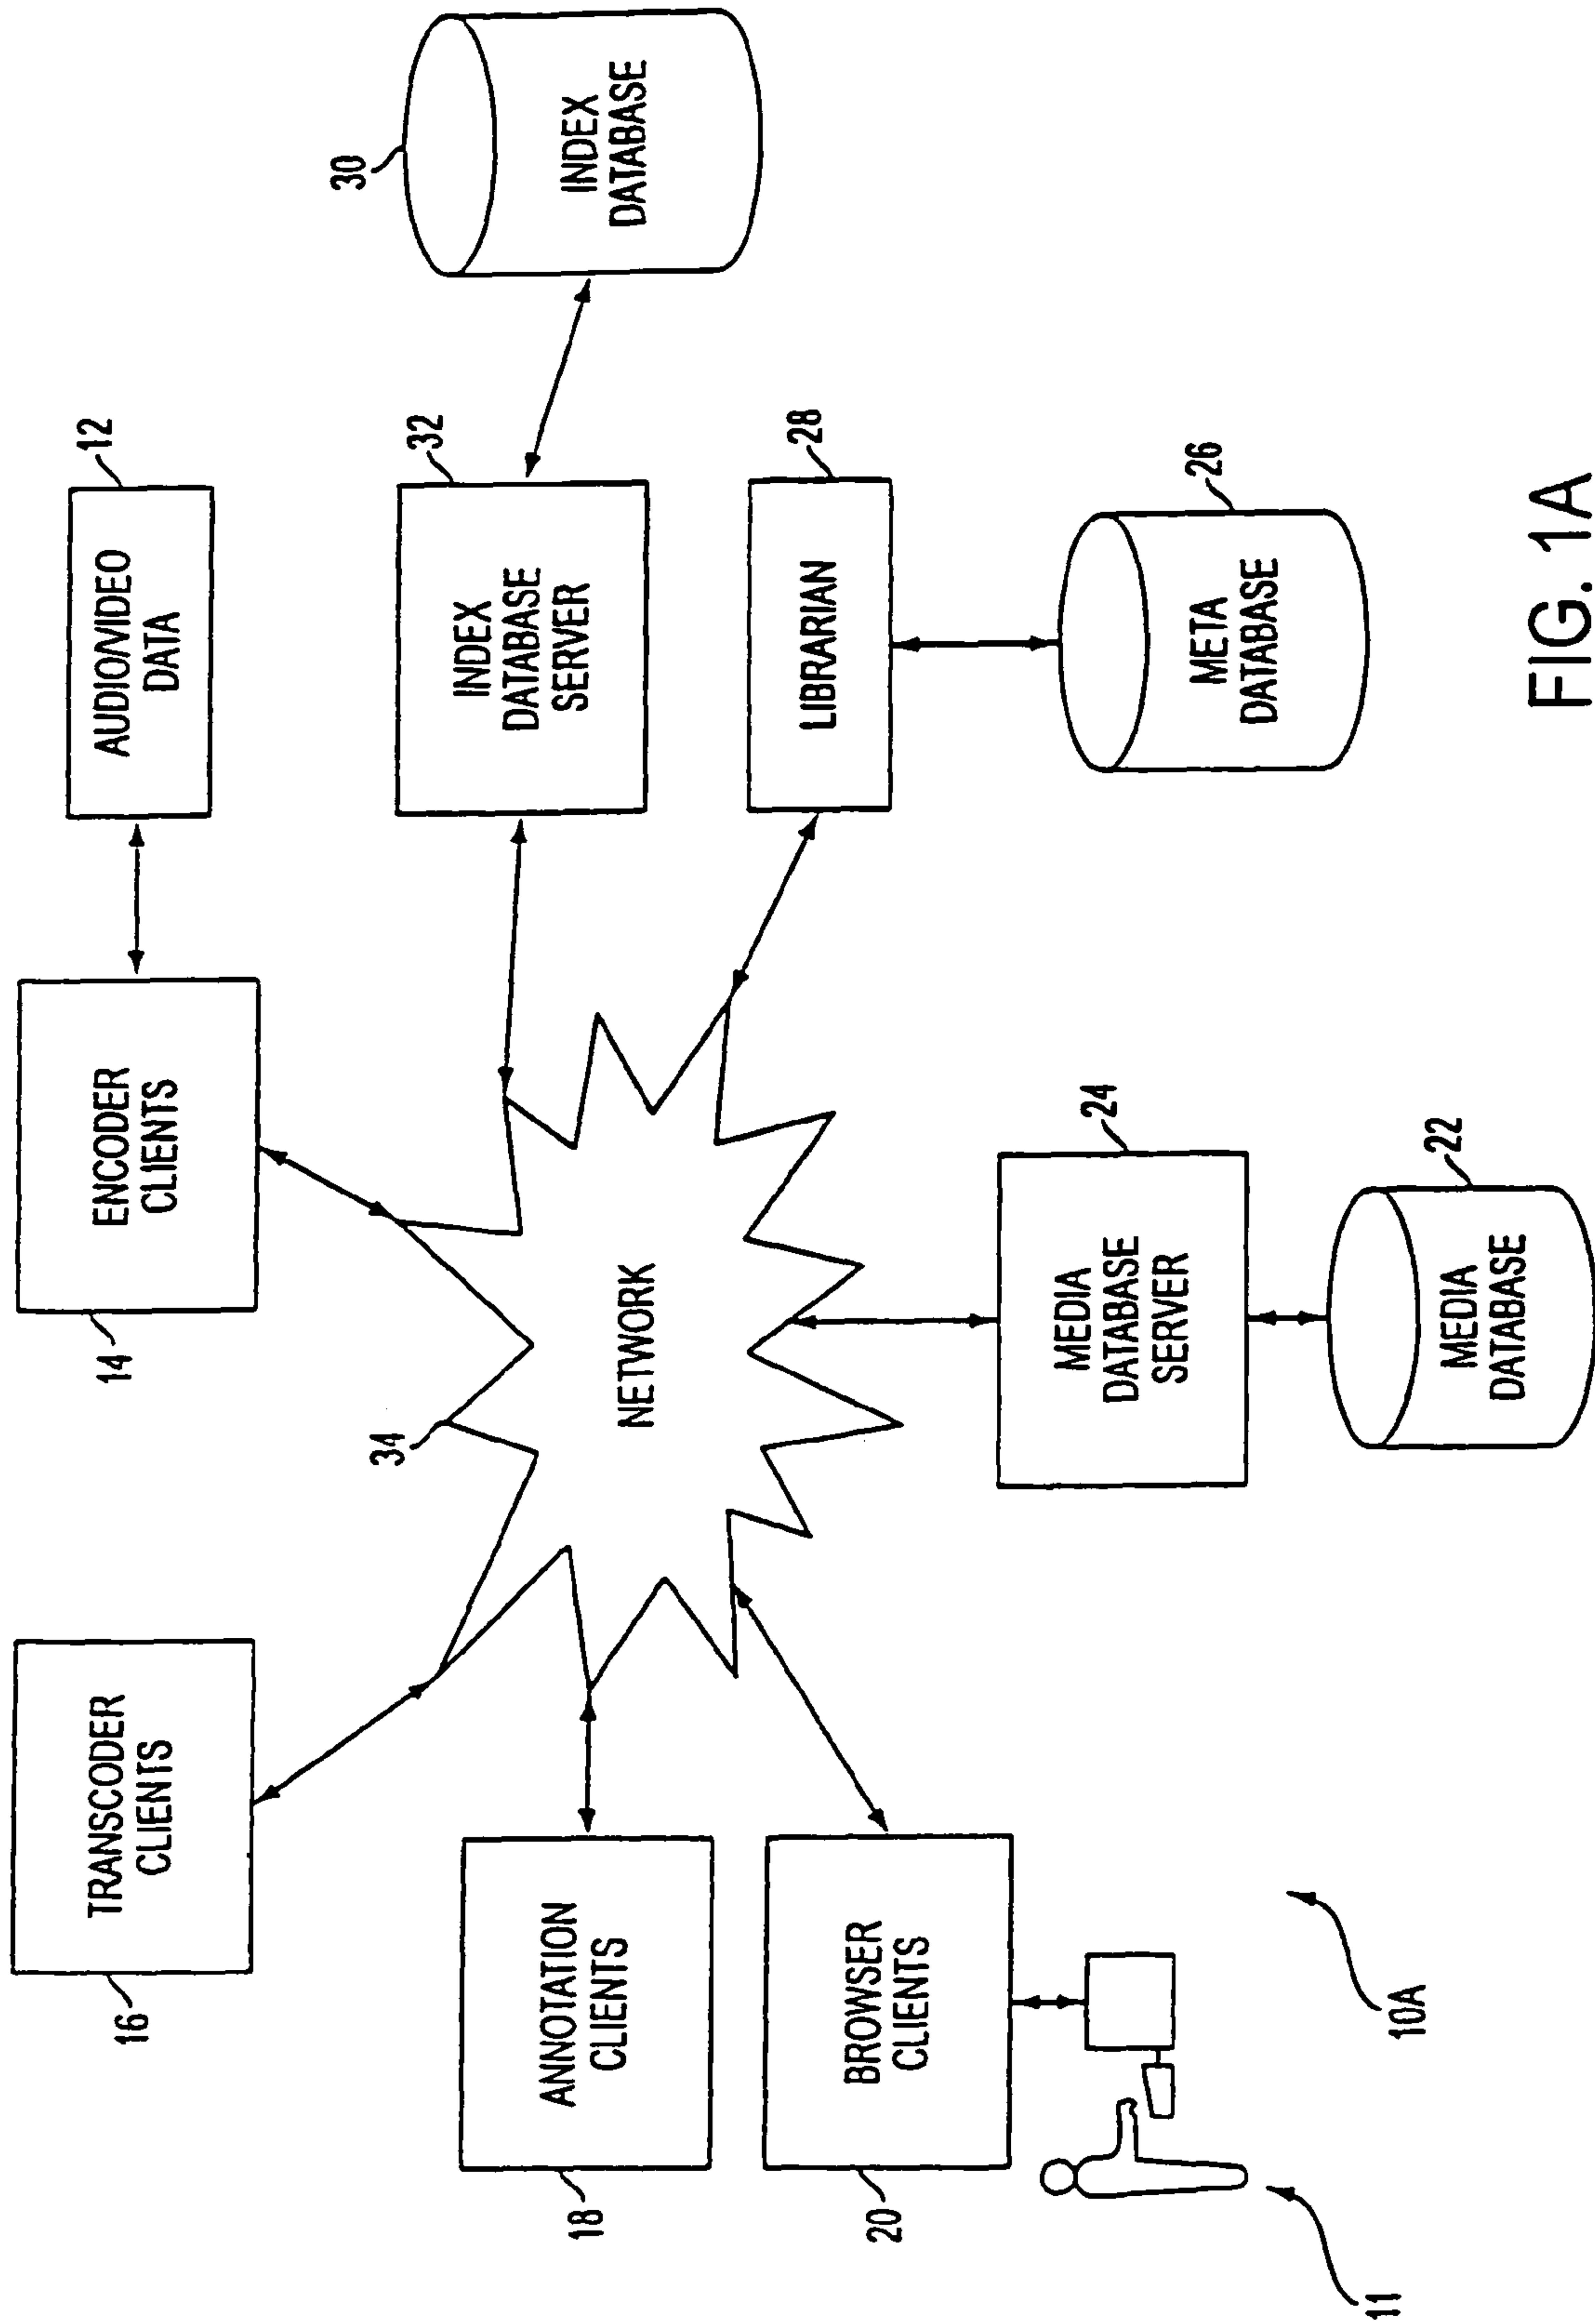 16
TRANSCODER
CLIENTS
14
ENCODER
CLIENTS
12
AUDIO/VIDEO
DATA
18
ANNOTATION
CLIENTS
34
NETWORK
32
INDEX
DATABASE
SERVER
30
INDEX
DATABASE
20
BROWSER
CLIENTS
28
LIBRARIAN
24
MEDIA
DATABASE
SERVER
26
META
DATABASE
22
MEDIA
DATABASE
11
10A
FIG. 1A